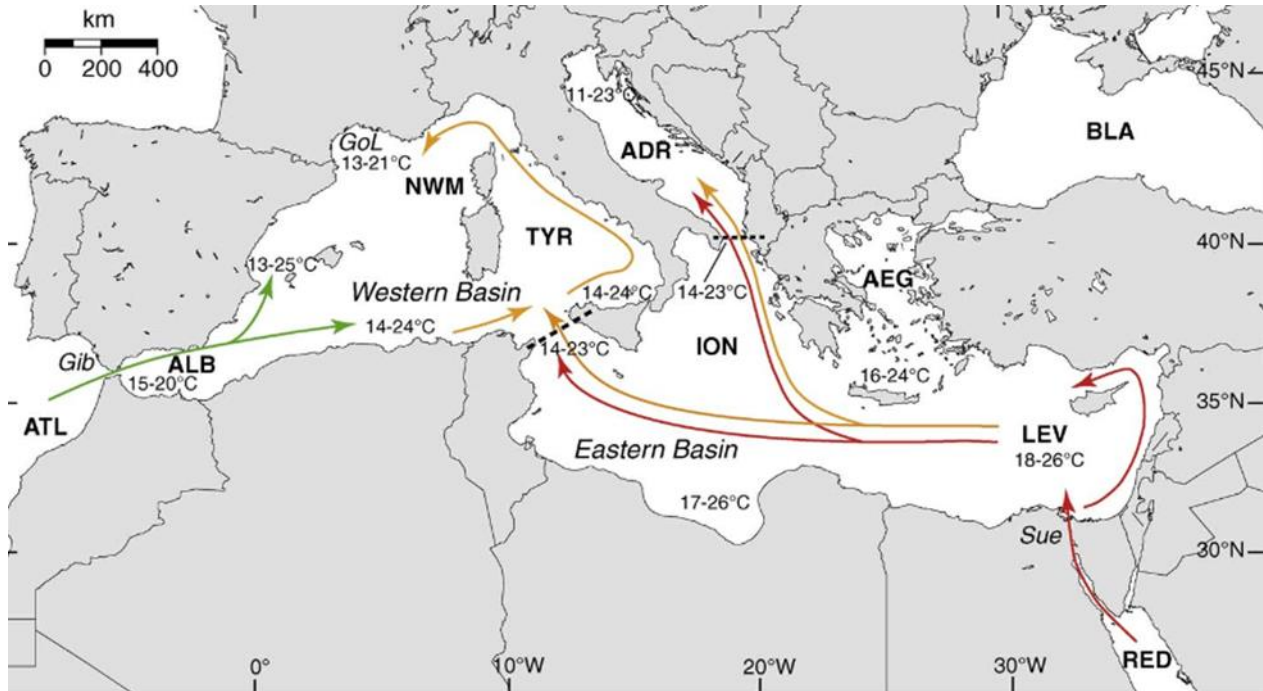 km
0 200 400
45°N
11-23°C
BLA
GoL
13-21°C
ADR
NWM
TYR
40°N
AEG
13-25°C
Western Basin
14-24°C
14-23°C
14-24°C
14-23°C
ION
Gib
ALB
15-20°C
16-24°C
35°N
ATL
LEV
18-26°C
Eastern Basin
17-26°C
Sue
30°N
0°
10°W
20°W
30°W
RED